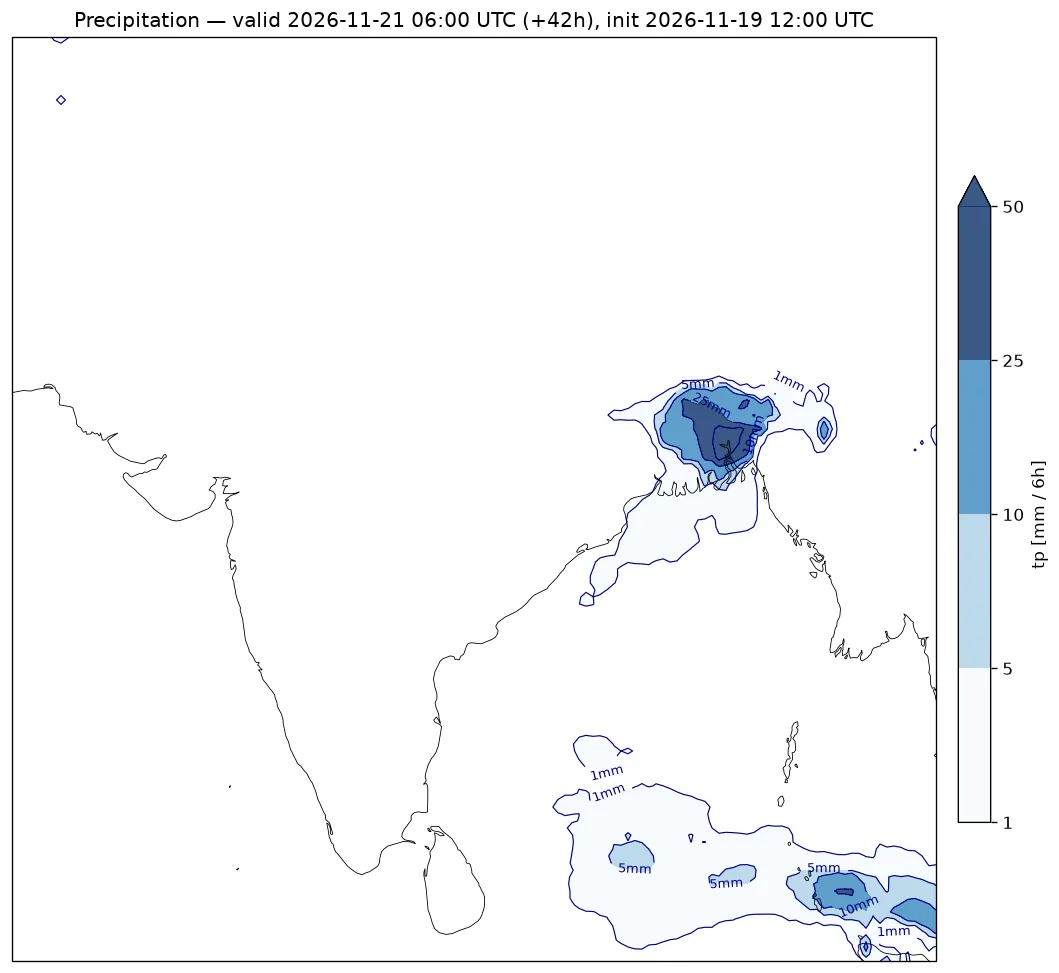 Precipitation — valid 2026-11-21 06:00 UTC (+42h), init 2026-11-19 12:00 UTC
50
25
10
5
1
tp [mm / 6h]
5mm
1mm
25mm
1mm
1mm
5mm
5mm
5mm
10mm
1mm